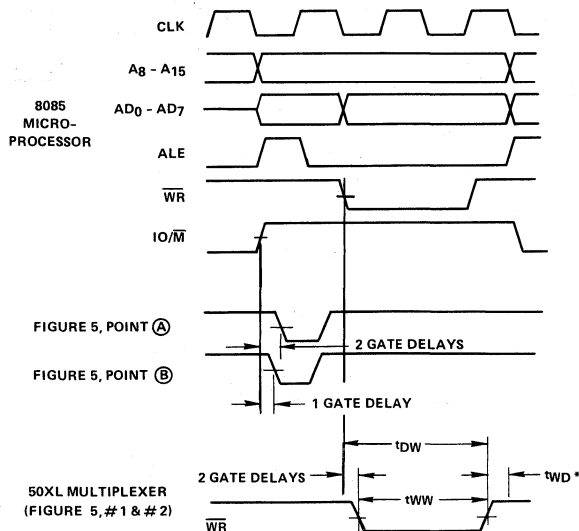 CLK
A8 - A15
AD0 - AD7
8085
MICRO-
PROCESSOR
ALE
WR
IO/M
FIGURE 5, POINT A
2 GATE DELAYS
FIGURE 5, POINT B
1 GATE DELAY
tDW
2 GATE DELAYS
tWD*
tWW
50XL MULTIPLEXER
(FIGURE 5, #1 & #2)
WR